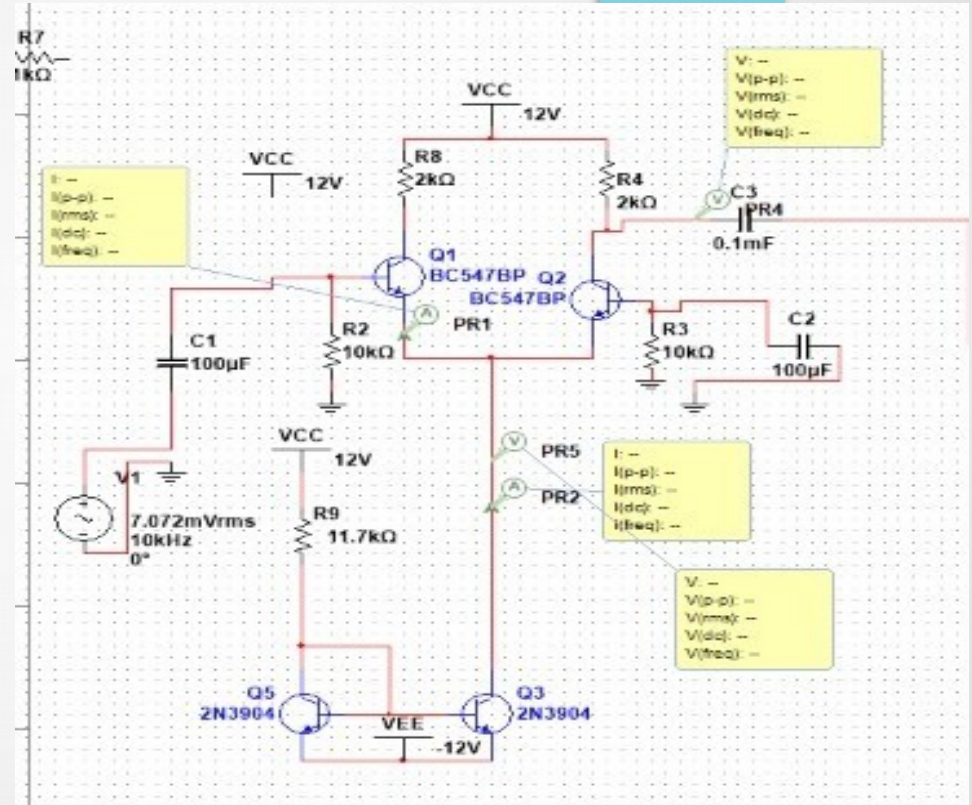 R7
1kΩ
VCC
12V
V: --
V(p-p): --
V(rms): --
V(dc): --
V(freq): --
R8
2kΩ
VCC
12V
R4
2kΩ
I: --
I(p-p): --
I(rms): --
I(dc): --
I(freq): --
C3
PR4
0.1mF
Q1
BC547BP
Q2
BC547BP
PR1
A
V
C1
100µF
R2
10kΩ
R3
10kΩ
C2
100µF
VCC
12V
V
PR5
A
PR2
I: --
I(p-p): --
I(rms): --
I(dc): --
I(freq): --
V1
7.072mVrms
10kHz
0°
R9
11.7kΩ
V: --
V(p-p): --
V(rms): --
V(dc): --
V(freq): --
Q5
2N3904
Q3
2N3904
VEE
-12V